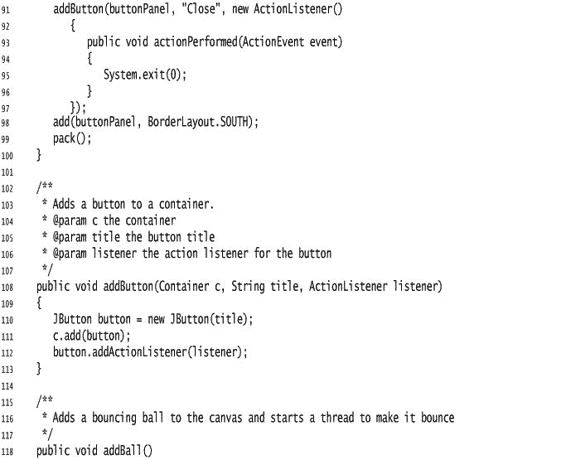 91 addButton(buttonPanel, "Close", new ActionListener()
92 {
93 public void actionPerformed(ActionEvent event)
94 {
95 System.exit(0);
96 }
97 });
98 add(buttonPanel, BorderLayout.SOUTH);
99 pack();
100 }
101
102 /**
103 * Adds a button to a container.
104 * @param c the container
105 * @param title the button title
106 * @param listener the action listener for the button
107 */
108 public void addButton(Container c, String title, ActionListener listener)
109 {
110 JButton button = new JButton(title);
111 c.add(button);
112 button.addActionListener(listener);
113 }
114
115 /**
116 * Adds a bouncing ball to the canvas and starts a thread to make it bounce
117 */
118 public void addBall()